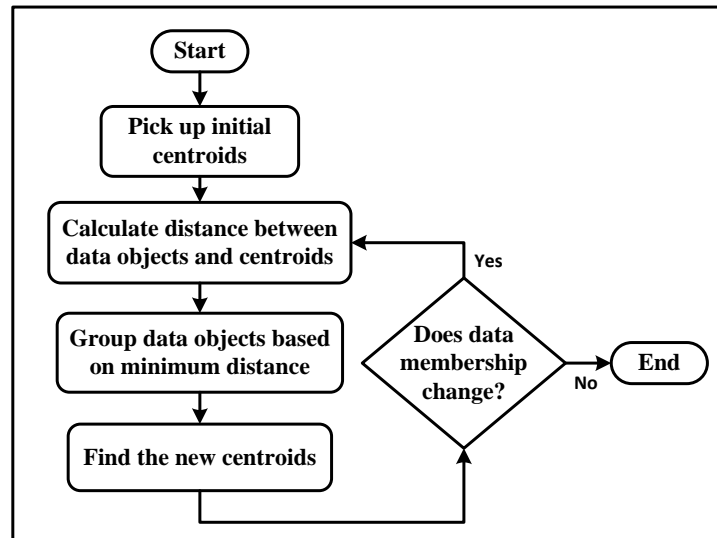 Start
Pick up initial
centroids
Calculate distance between
data objects and centroids
Group data objects based
on minimum distance
Find the new centroids
Yes
Does data
membership
change?
No
End